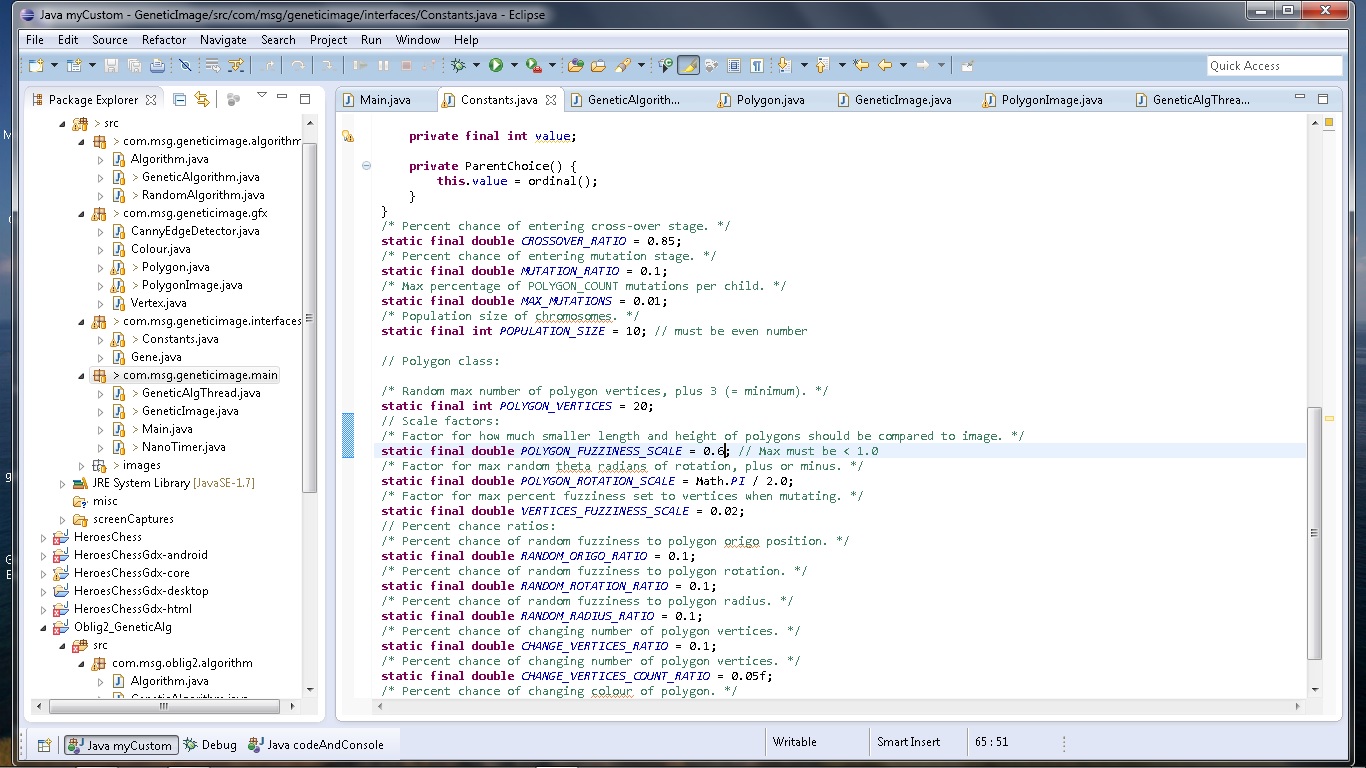 Java myCustom - GeneticImage/src/com/msg/geneticimage/interfaces/Constants.java - Eclipse
File Edit Source Refactor Navigate Search Project Run Window Help
Quick Access
Package Explorer
Main.java Constants.java GeneticAlgorith... Polygon.java GeneticImage.java PolygonImage.java GeneticAlgThrea...
> src
> com.msg.geneticimage.algorithm
Algorithm.java
> GeneticAlgorithm.java
> RandomAlgorithm.java
> com.msg.geneticimage.gfx
CannyEdgeDetector.java
Colour.java
> Polygon.java
> PolygonImage.java
Vertex.java
> com.msg.geneticimage.interfaces
> Constants.java
Gene.java
> com.msg.geneticimage.main
> GeneticAlgThread.java
> GeneticImage.java
> Main.java
> NanoTimer.java
> images
JRE System Library [JavaSE-1.7]
misc
screenCaptures
HeroesChess
HeroesChessGdx-android
HeroesChessGdx-core
HeroesChessGdx-desktop
HeroesChessGdx-html
Oblig2_GeneticAlg
src
com.msg.oblig2.algorithm
Algorithm.java
private final int value;
private ParentChoice() {
this.value = ordinal();
}
}
/* Percent chance of entering cross-over stage. */
static final double CROSSOVER_RATIO = 0.85;
/* Percent chance of entering mutation stage. */
static final double MUTATION_RATIO = 0.1;
/* Max percentage of POLYGON_COUNT mutations per child. */
static final double MAX_MUTATIONS = 0.01;
/* Population size of chromosomes. */
static final int POPULATION_SIZE = 10; // must be even number
// Polygon class:
/* Random max number of polygon vertices, plus 3 (= minimum). */
static final int POLYGON_VERTICES = 20;
// Scale factors:
/* Factor for how much smaller length and height of polygons should be compared to image. */
static final double POLYGON_FUZZINESS_SCALE = 0.6; // Max must be < 1.0
/* Factor for max random theta radians of rotation, plus or minus. */
static final double POLYGON_ROTATION_SCALE = Math.PI / 2.0;
/* Factor for max percent fuzziness set to vertices when mutating. */
static final double VERTICES_FUZZINESS_SCALE = 0.02;
// Percent chance ratios:
/* Percent chance of random fuzziness to polygon origo position. */
static final double RANDOM_ORIGO_RATIO = 0.1;
/* Percent chance of random fuzziness to polygon rotation. */
static final double RANDOM_ROTATION_RATIO = 0.1;
/* Percent chance of random fuzziness to polygon radius. */
static final double RANDOM_RADIUS_RATIO = 0.1;
/* Percent chance of changing number of polygon vertices. */
static final double CHANGE_VERTICES_RATIO = 0.1;
/* Percent chance of changing number of polygon vertices. */
static final double CHANGE_VERTICES_COUNT_RATIO = 0.05f;
/* Percent chance of changing colour of polygon. */
Java myCustom Debug Java codeAndConsole
Writable Smart Insert 65 : 51